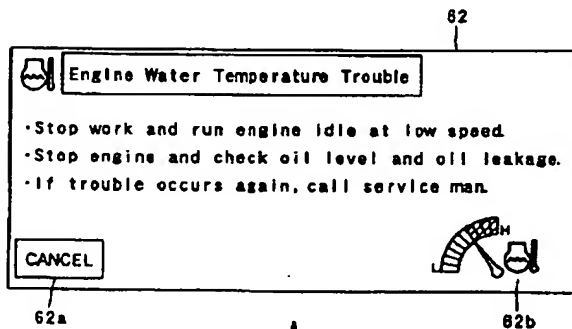 62
Engine Water Temperature Trouble
·Stop work and run engine idle at low speed.
·Stop engine and check oil level and oil leakage.
·If trouble occurs again, call service man.
H
L
CANCEL
62a
62b